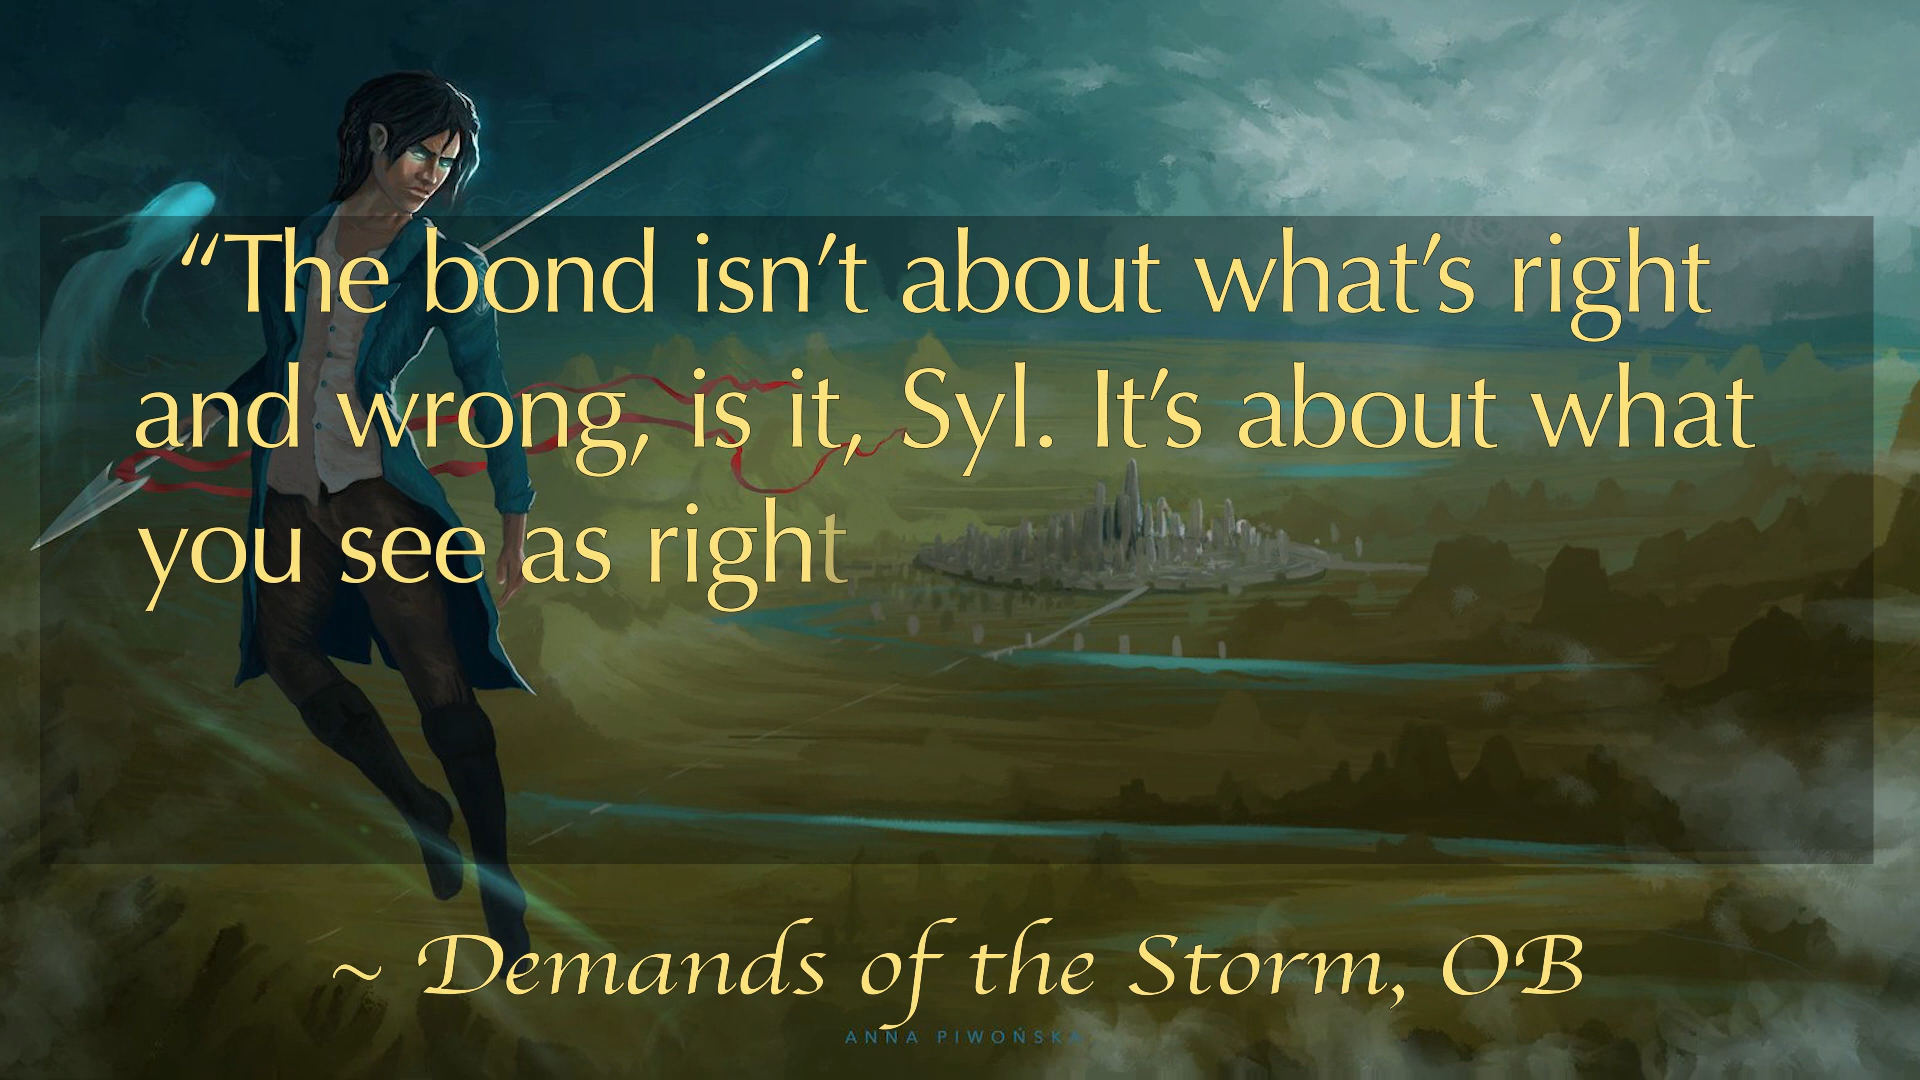 “The bond isn’t about what’s right
and wrong, is it, Syl. It’s about what
you see as right
~ Demands of the Storm, OB
ANNA PIWOŃSKA